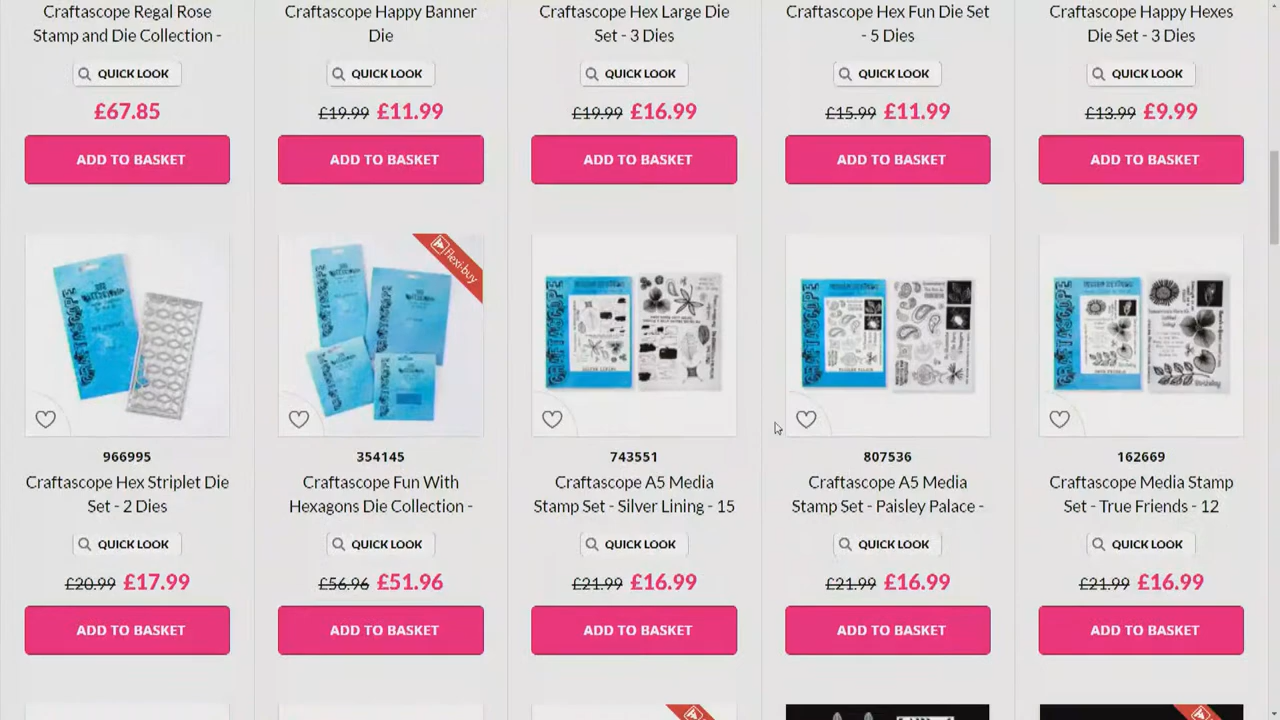 Craftascope Regal Rose
Stamp and Die Collection -
QUICK LOOK
£67.85
ADD TO BASKET
Craftascope Happy Banner
Die
QUICK LOOK
£19.99 £11.99
ADD TO BASKET
Craftascope Hex Large Die
Set - 3 Dies
QUICK LOOK
£19.99 £16.99
ADD TO BASKET
Craftascope Hex Fun Die Set
- 5 Dies
QUICK LOOK
£15.99 £11.99
ADD TO BASKET
Craftascope Happy Hexes
Die Set - 3 Dies
QUICK LOOK
£13.99 £9.99
ADD TO BASKET
CRAFTASCOPE
966995
Craftascope Hex Striplet Die
Set - 2 Dies
QUICK LOOK
£20.99 £17.99
ADD TO BASKET
flexi-buy
354145
Craftascope Fun With
Hexagons Die Collection -
QUICK LOOK
£56.96 £51.96
ADD TO BASKET
CRAFTASCOPE
743551
Craftascope A5 Media
Stamp Set - Silver Lining - 15
QUICK LOOK
£21.99 £16.99
ADD TO BASKET
CRAFTASCOPE
807536
Craftascope A5 Media
Stamp Set - Paisley Palace -
QUICK LOOK
£21.99 £16.99
ADD TO BASKET
CRAFTASCOPE
Birthday
162669
Craftascope Media Stamp
Set - True Friends - 12
QUICK LOOK
£21.99 £16.99
ADD TO BASKET